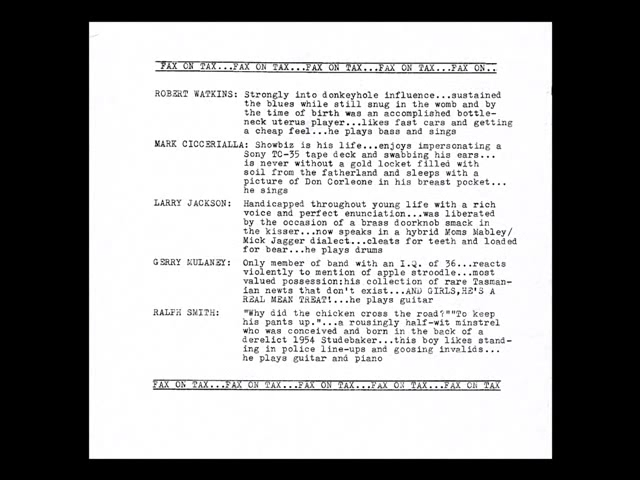 FAX ON TAX...FAX ON TAX...FAX ON TAX...FAX ON TAX...FAX ON..
ROBERT WATKINS: Strongly into donkeyhole influence...sustained
the blues while still snug in the womb and by
the time of birth was an accomplished bottle-
neck uterus player...likes fast cars and getting
a cheap feel...he plays bass and sings
MARK CICCERIALLA: Showbiz is his life...enjoys impersonating a
Sony TC-35 tape deck and swabbing his ears...
is never without a gold locket filled with
soil from the fatherland and sleeps with a
picture of Don Corleone in his breast pocket...
he sings
LARRY JACKSON: Handicapped throughout young life with a rich
voice and perfect enunciation...was liberated
by the occasion of a brass doorknob smack in
the kisser...now speaks in a hybrid Moms Mabley/
Mick Jagger dialect...cleats for teeth and loaded
for bear...he plays drums
GERRY MULANEY: Only member of band with an I.Q. of 36...reacts
violently to mention of apple stroodle...most
valued possession;his collection of rare Tasman-
ian newts that don't exist...AND GIRLS,HE'S A
REAL MEAN TREAT!...he plays guitar
RALPH SMITH: "Why did the chicken cross the road?""To keep
his pants up."...a rousingly half-wit minstrel
who was conceived and born in the back of a
derelict 1954 Studebaker...this boy likes stand-
ing in police line-ups and goosing invalids...
he plays guitar and piano
FAX ON TAX...FAX ON TAX...FAX ON TAX...FAX ON TAX...FAX ON TAX